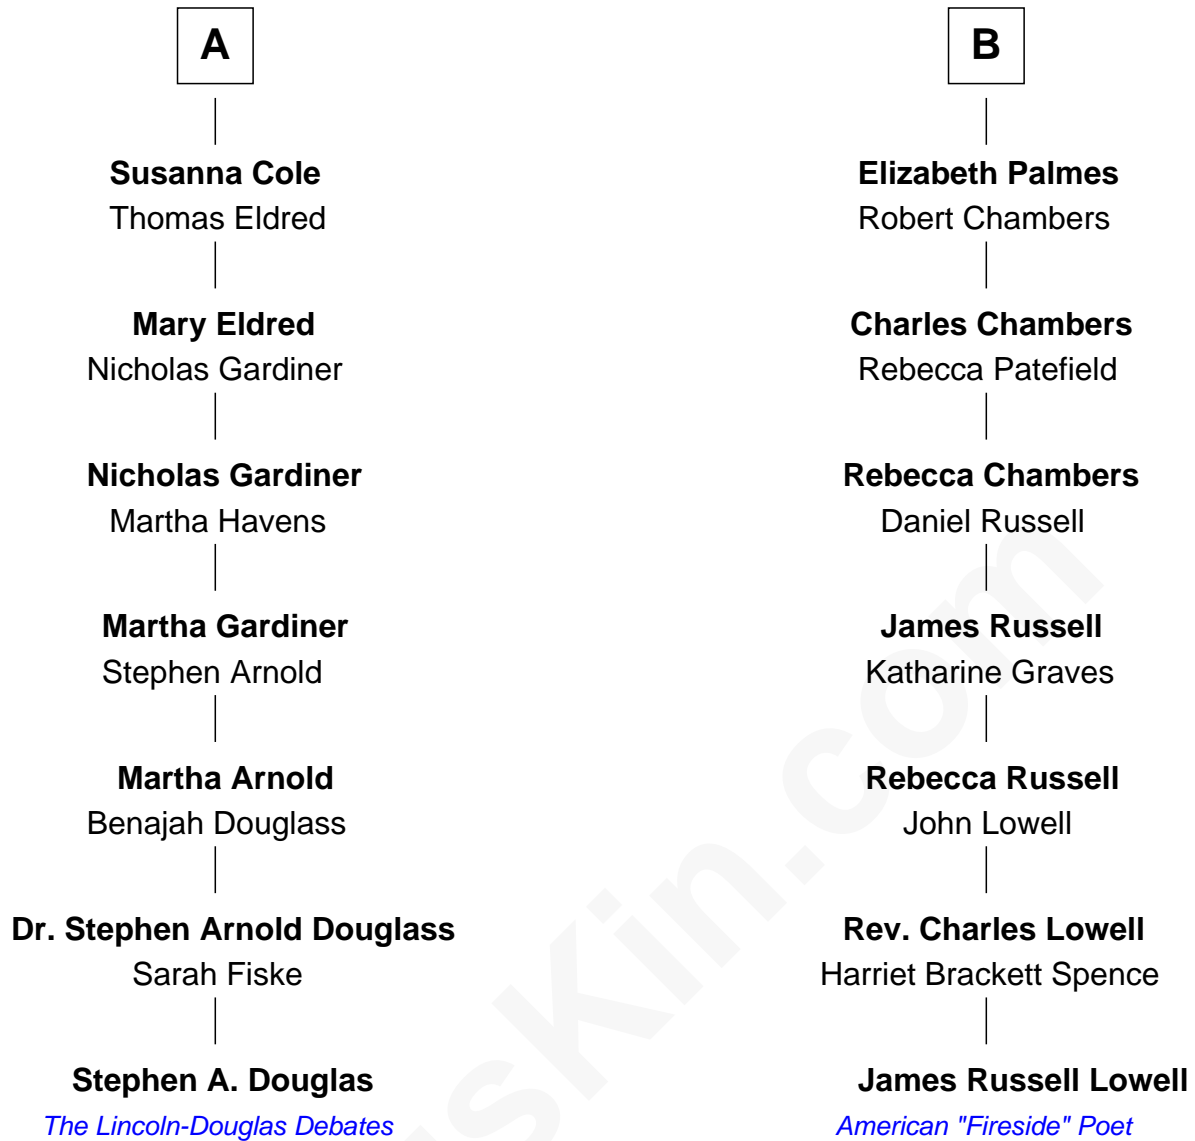 A
Susanna Cole
Thomas Eldred
Mary Eldred
Nicholas Gardiner
Nicholas Gardiner
Martha Havens
Martha Gardiner
Stephen Arnold
Martha Arnold
Benajah Douglass
Dr. Stephen Arnold Douglass
Sarah Fiske
Stephen A. Douglas
The Lincoln-Douglas Debates
B
Elizabeth Palmes
Robert Chambers
Charles Chambers
Rebecca Patefield
Rebecca Chambers
Daniel Russell
James Russell
Katharine Graves
Rebecca Russell
John Lowell
Rev. Charles Lowell
Harriet Brackett Spence
James Russell Lowell
American "Fireside" Poet